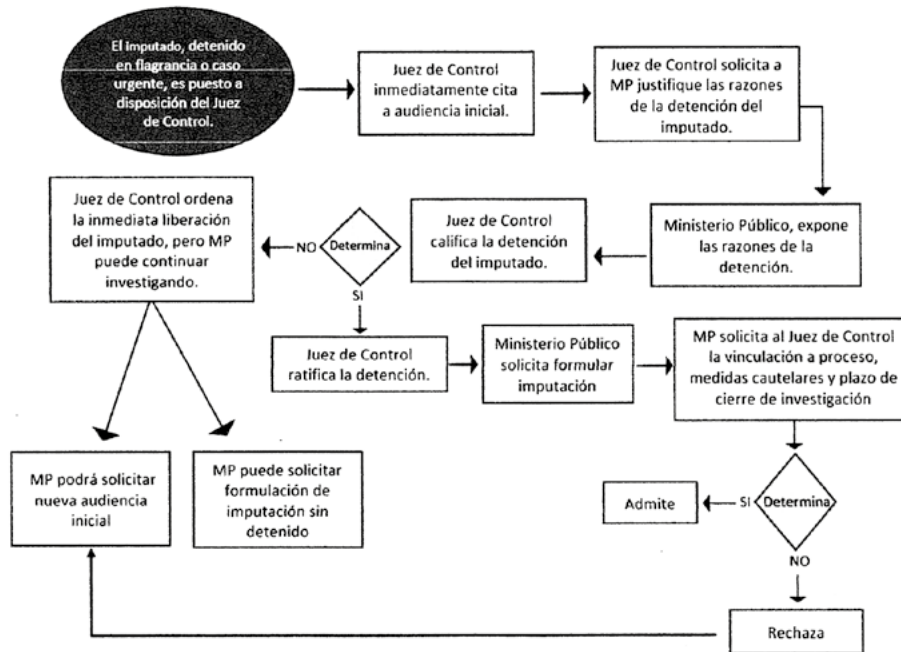 El imputado, detenido
en flagrancia o caso
urgente, es puesto a
disposición del Juez
de Control.
Juez de Control
inmediatamente cita
a audiencia inicial.
Juez de Control solicita a
MP justifique las razones
de la detención del
imputado.
Ministerio Público, expone
las razones de la
detención.
Juez de Control
califica la detención
del imputado.
Determina
NO
SI
Juez de Control ordena
la inmediata liberación
del imputado, pero MP
puede continuar
investigando.
Juez de Control
ratifica la detención.
Ministerio Público
solicita formular
imputación
MP solicita al Juez de Control
la vinculación a proceso,
medidas cautelares y plazo de
cierre de investigación
MP podrá solicitar
nueva audiencia
inicial
MP puede solicitar
formulación de
imputación sin
detenido
Admite
SI
Determina
NO
Rechaza